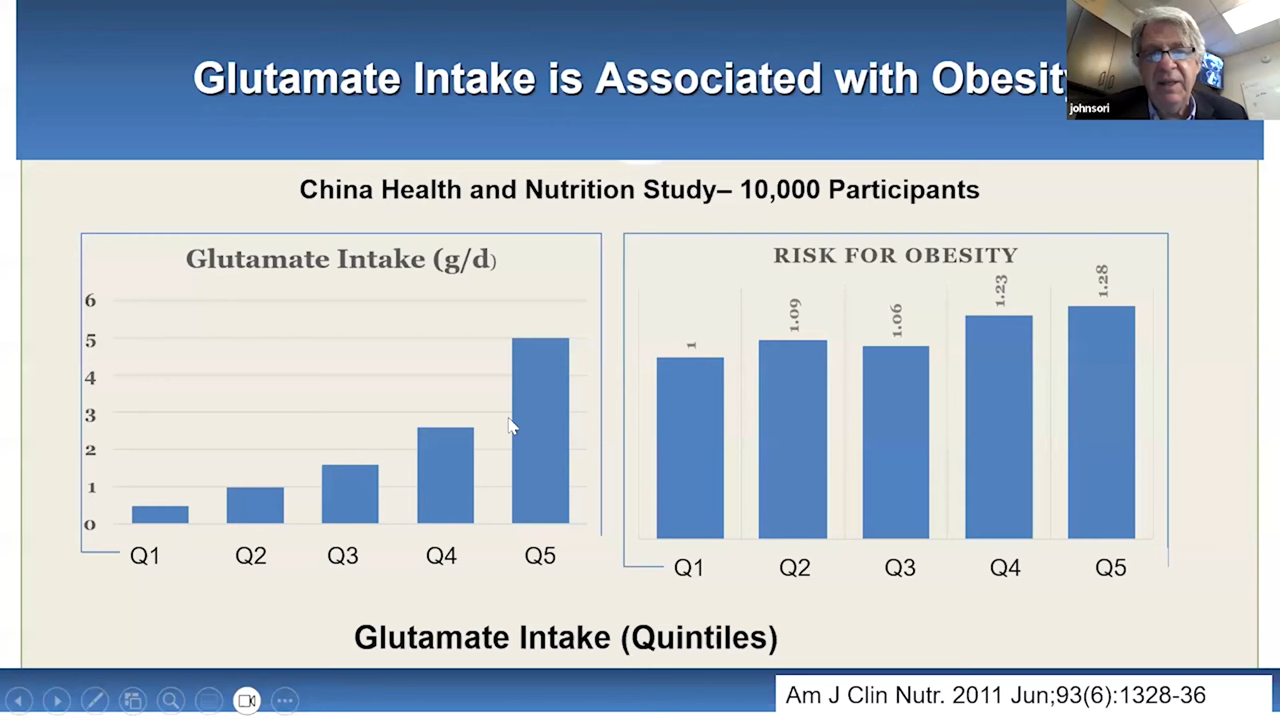 Glutamate Intake is Associated with Obesity
johnsori
China Health and Nutrition Study– 10,000 Participants
Glutamate Intake (g/d)
6
5
4
3
2
1
0
Q1 Q2 Q3 Q4 Q5
RISK FOR OBESITY
1 1.09 1.06 1.23 1.28
Q1 Q2 Q3 Q4 Q5
Glutamate Intake (Quintiles)
Am J Clin Nutr. 2011 Jun;93(6):1328-36